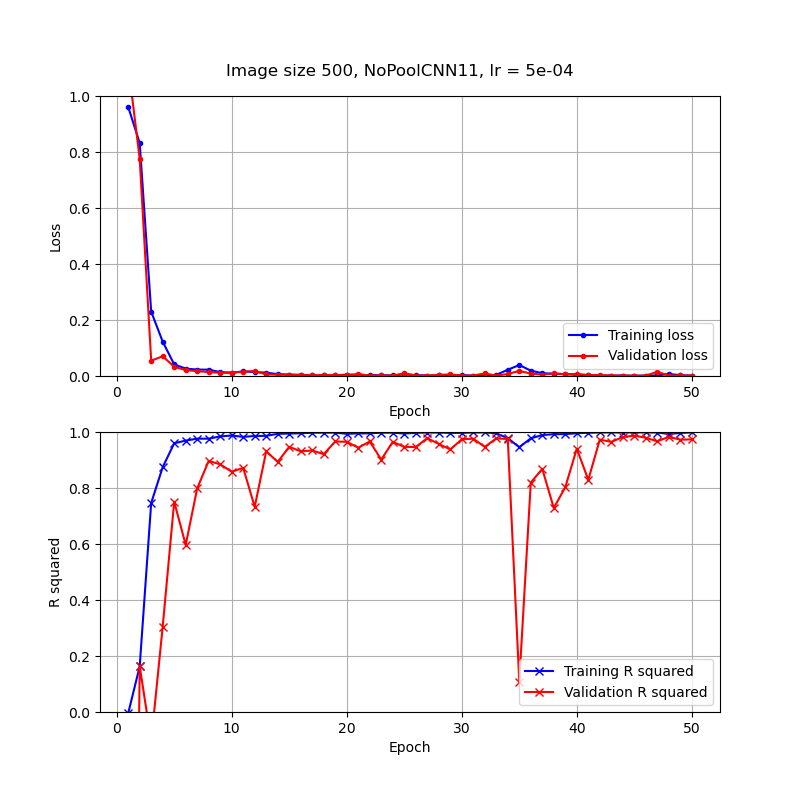 Image size 500, NoPoolCNN11, lr = 5e-04
1.0
0.8
0.6
0.4
0.2
0.0
Loss
Training loss
Validation loss
0 10 20 30 40 50
Epoch
1.0
0.8
0.6
0.4
0.2
0.0
R squared
Training R squared
Validation R squared
0 10 20 30 40 50
Epoch